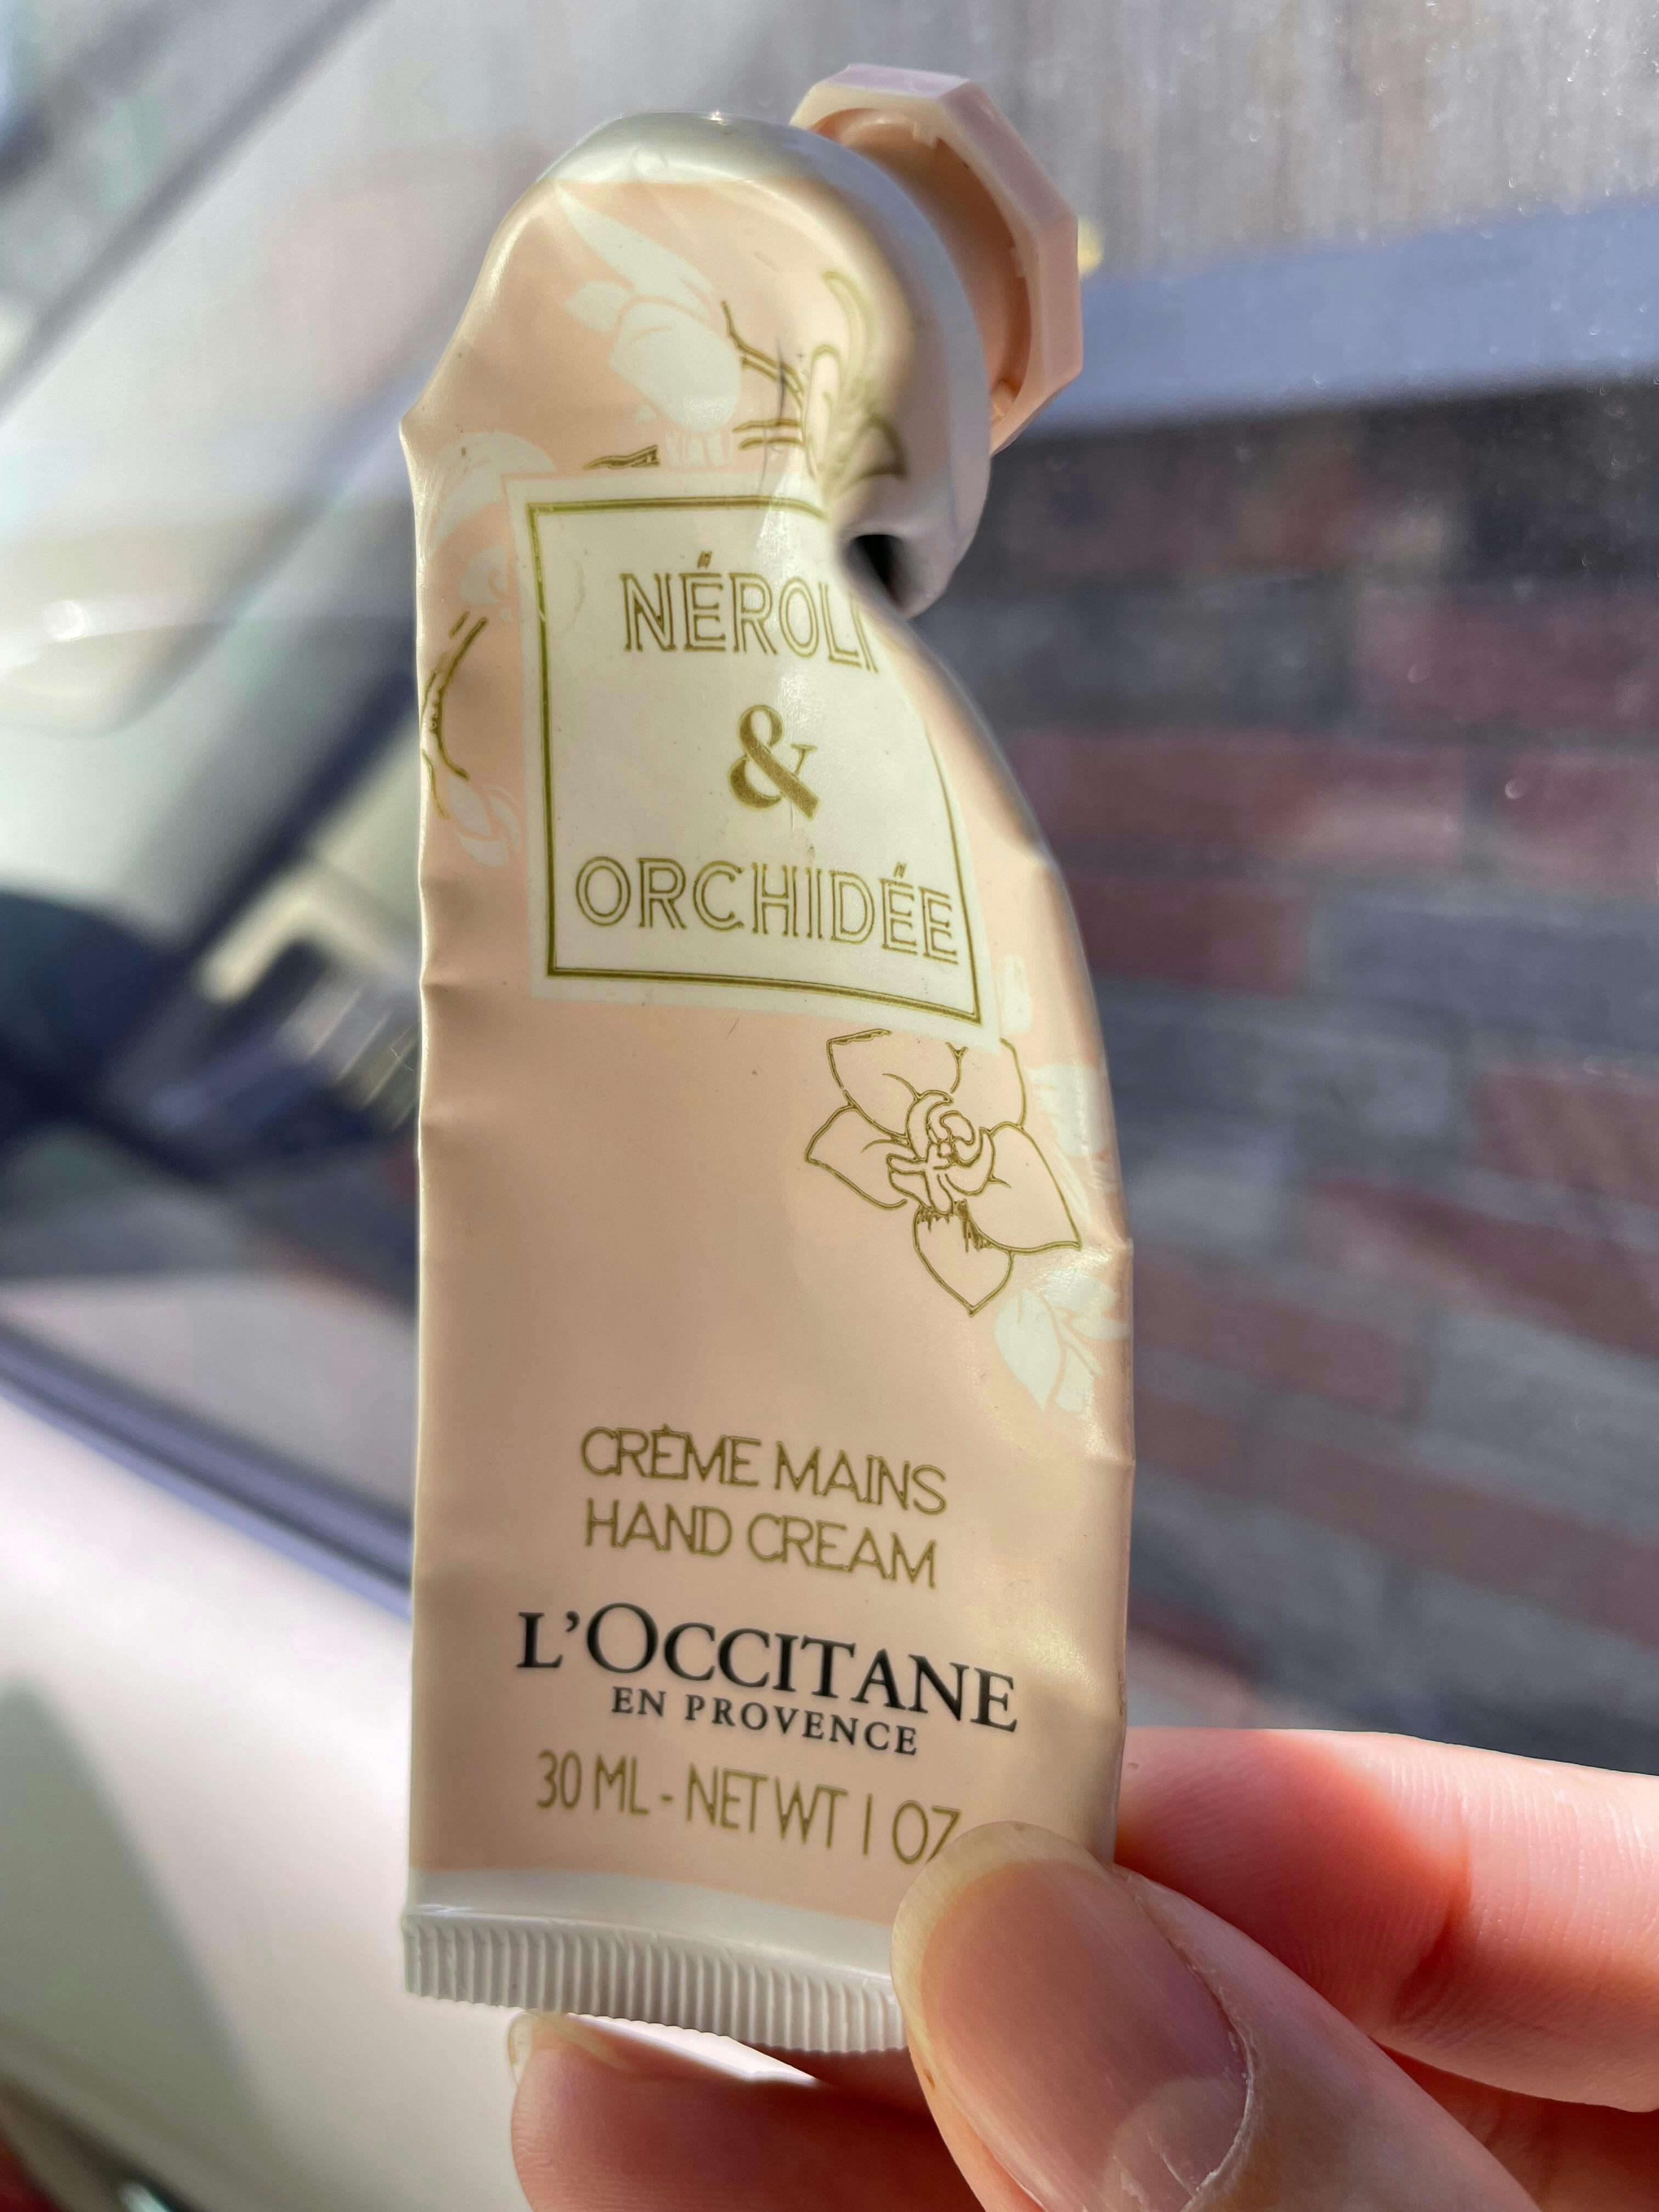 NÉROLI
&
ORCHIDÉE
CRÈME MAINS
HAND CREAM
L'OCCITANE
EN PROVENCE
30 ML - NET WT 1 OZ